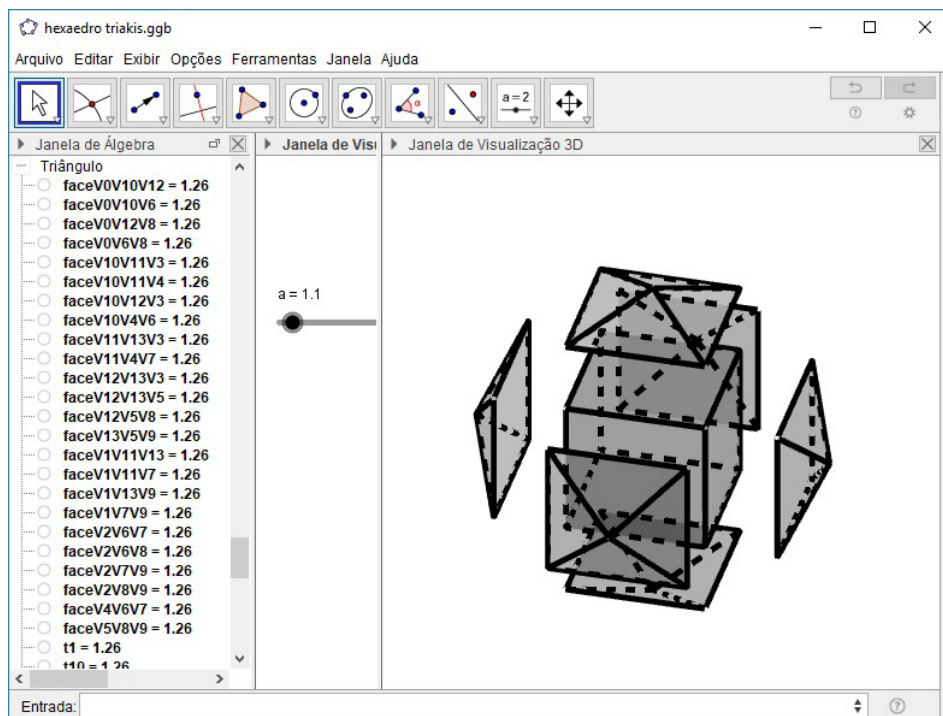 hexaedro triakis.ggb
Arquivo Editar Exibir Opções Ferramentas Janela Ajuda
α
a = 2
Janela de Álgebra
Janela de Vis
Janela de Visualização 3D
Triângulo
faceV0V10V12 = 1.26
faceV0V10V6 = 1.26
faceV0V12V8 = 1.26
faceV0V6V8 = 1.26
faceV10V11V3 = 1.26
faceV10V11V4 = 1.26
faceV10V12V3 = 1.26
faceV10V4V6 = 1.26
faceV11V13V3 = 1.26
faceV11V4V7 = 1.26
faceV12V13V3 = 1.26
faceV12V13V5 = 1.26
faceV12V5V8 = 1.26
faceV13V5V9 = 1.26
faceV1V11V13 = 1.26
faceV1V11V7 = 1.26
faceV1V13V9 = 1.26
faceV1V7V9 = 1.26
faceV2V6V7 = 1.26
faceV2V6V8 = 1.26
faceV2V7V9 = 1.26
faceV2V8V9 = 1.26
faceV4V6V7 = 1.26
faceV5V8V9 = 1.26
t1 = 1.26
t10 = 1.26
a = 1.1
Entrada: